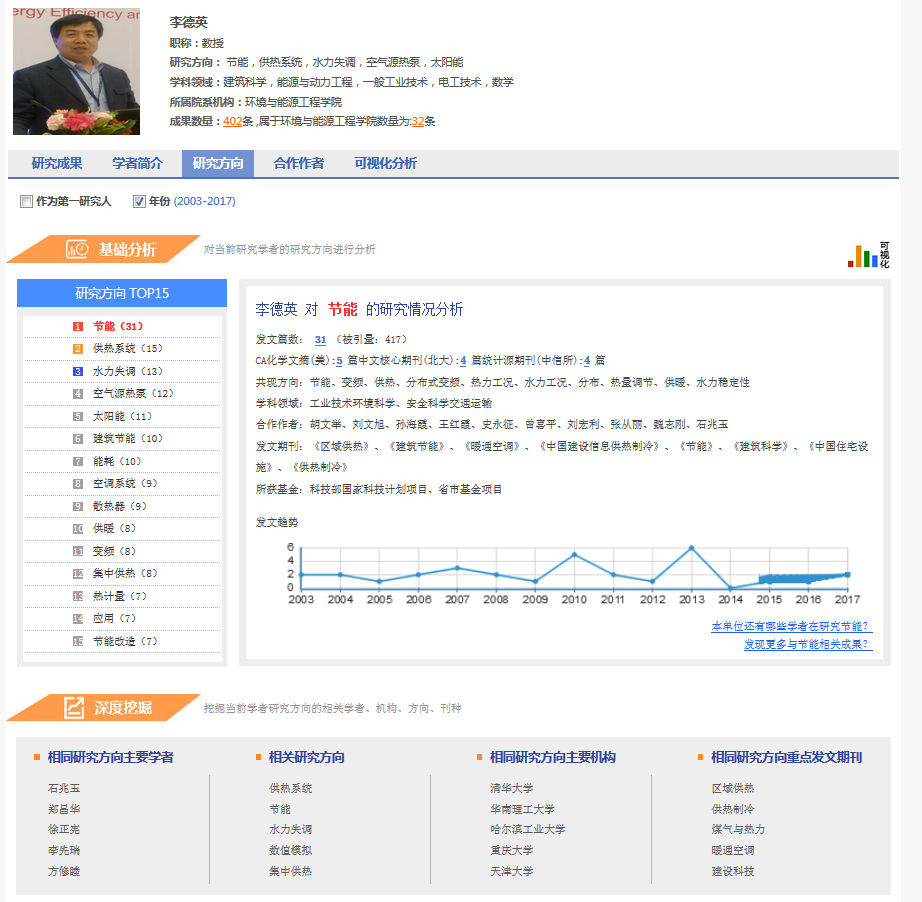 ergy Efficiency an
李德英
职称：教授
研究方向： 节能，供热系统，水力失调，空气源热泵，太阳能
学科领域：建筑科学，能源与动力工程，一般工业技术，电工技术，数学
所属院系机构：环境与能源工程学院
成果数量：402条 ,属于环境与能源工程学院数量为:32条
研究成果 学者简介 研究方向 合作作者 可视化分析
作为第一研究人 年份 (2003-2017)
基础分析 对当前研究学者的研究方向进行分析
可视化
研究方向 TOP15
1 节能（31）
2 供热系统（15）
3 水力失调（13）
4 空气源热泵（12）
5 太阳能（11）
6 建筑节能（10）
7 能耗（10）
8 空调系统（9）
9 散热器（9）
10 供暖（8）
11 变频（8）
12 集中供热（8）
13 热计量（7）
14 应用（7）
15 节能改造（7）
李德英 对 节能 的研究情况分析
发文篇数： 31 （被引量：417）
CA化学文摘(美):5 篇中文核心期刊(北大):4 篇统计源期刊(中信所):4 篇
共现方向：节能、变频、供热、分布式变频、热力工况、水力工况、分布、热量调节、供暖、水力稳定性
学科领域：工业技术环境科学、安全科学交通运输
合作作者：胡文举、刘文旭、孙海霞、王红霞、史永征、曾喜平、刘宏利、张从丽、魏志刚、石兆玉
发文期刊：《区域供热》、《建筑节能》、《暖通空调》、《中国建设信息供热制冷》、《节能》、《建筑科学》、《中国住宅设
施》、《供热制冷》
所获基金：科技部国家科技计划项目、省市基金项目
发文趋势
6
4
2
0
2003 2004 2005 2006 2007 2008 2009 2010 2011 2012 2013 2014 2015 2016 2017
本单位还有哪些学者在研究节能？
发现更多与节能相关成果？
深度挖掘 挖掘当前学者研究方向的相关学者、机构、方向、刊种
相同研究方向主要学者
石兆玉
郑昌华
徐正宪
李先瑞
方修睦
相关研究方向
供热系统
节能
水力失调
数值模拟
集中供热
相同研究方向主要机构
清华大学
华南理工大学
哈尔滨工业大学
重庆大学
天津大学
相同研究方向重点发文期刊
区域供热
供热制冷
煤气与热力
暖通空调
建设科技